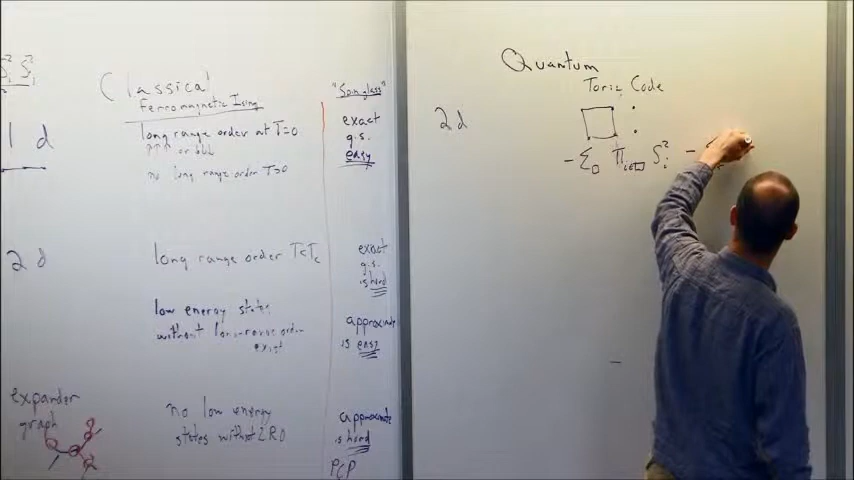 Classical
Ferromagnetic Ising
"Spin glass"
1 d
long range order at T=0
↑↑↑ or ↓↓↓
no long range order T>0
exact
g.s.
easy
2 d
long range order T<Tc
exact
g.s.
is hard
low energy states
without long range order
exist
approximate
is easy
expander
graph
no low energy
states without LRO
approximate
is hard
PCP
Quantum
Toric Code
2d
- Σ□ Π i∈□ S i z -